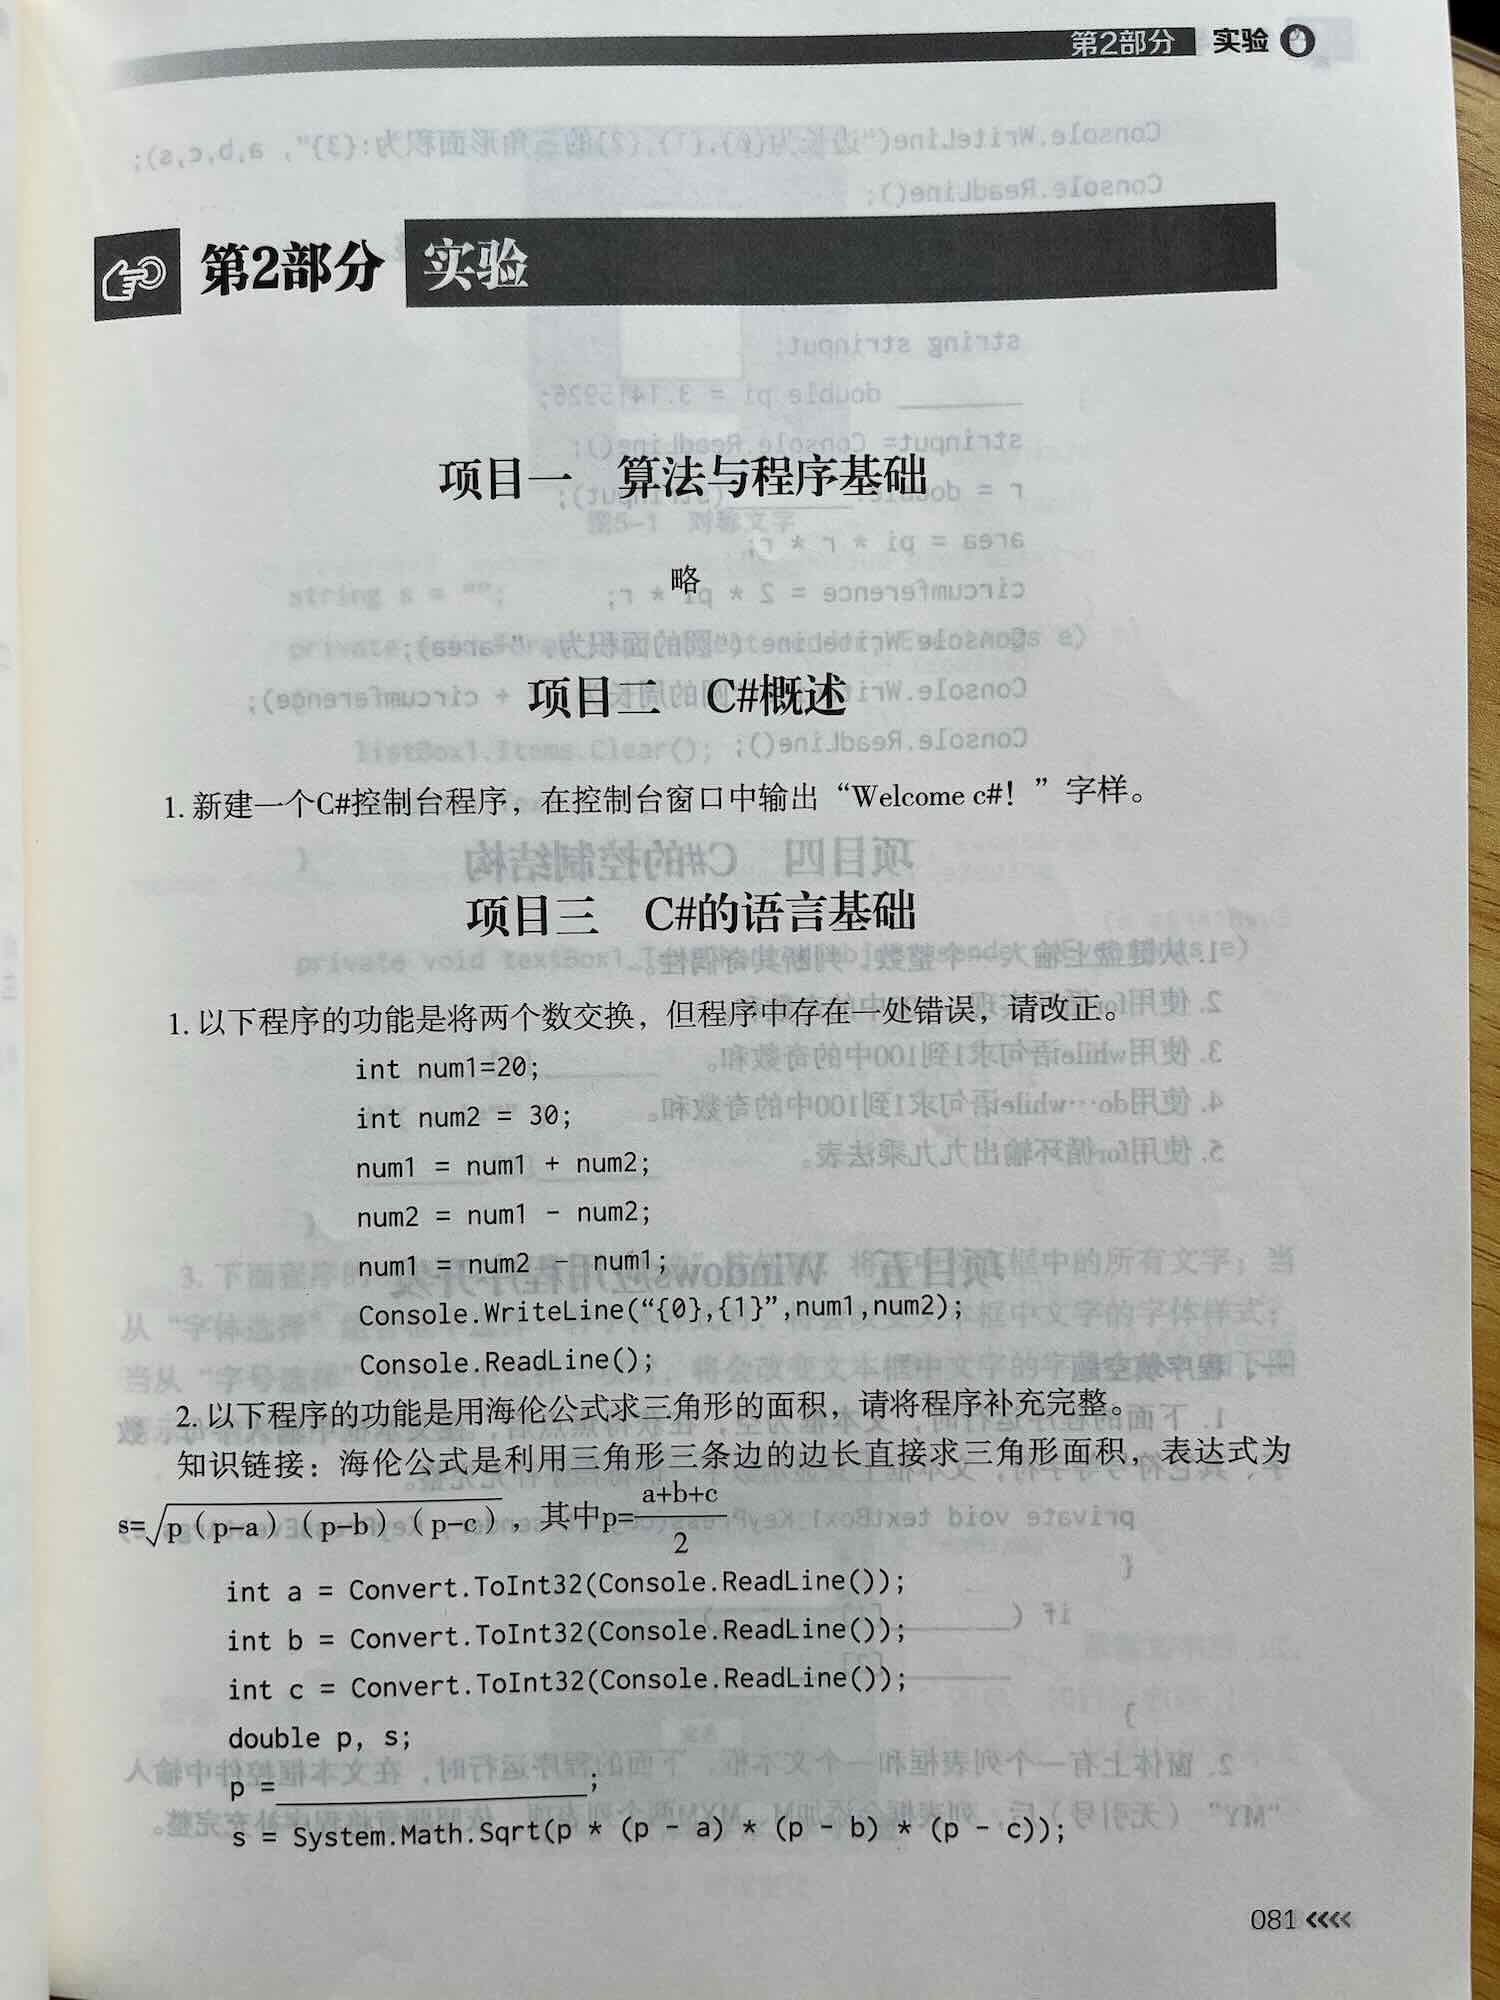 第2部分 实验
第2部分 实验
项目一 算法与程序基础
略
项目二 C#概述
1. 新建一个C#控制台程序，在控制台窗口中输出“Welcome c#！”字样。
项目三 C#的语言基础
1. 以下程序的功能是将两个数交换，但程序中存在一处错误，请改正。
int num1=20;
int num2 = 30;
num1 = num1 + num2;
num2 = num1 - num2;
num1 = num2 - num1;
Console.WriteLine(“{0},{1}”,num1,num2);
Console.ReadLine();
2. 以下程序的功能是用海伦公式求三角形的面积，请将程序补充完整。
知识链接：海伦公式是利用三角形三条边的边长直接求三角形面积，表达式为
s=√p（p-a）（p-b）（p-c），其中p=a+b+c/2
int a = Convert.ToInt32(Console.ReadLine());
int b = Convert.ToInt32(Console.ReadLine());
int c = Convert.ToInt32(Console.ReadLine());
double p, s;
p =____________________;
s = System.Math.Sqrt(p * (p - a) * (p - b) * (p - c));
081